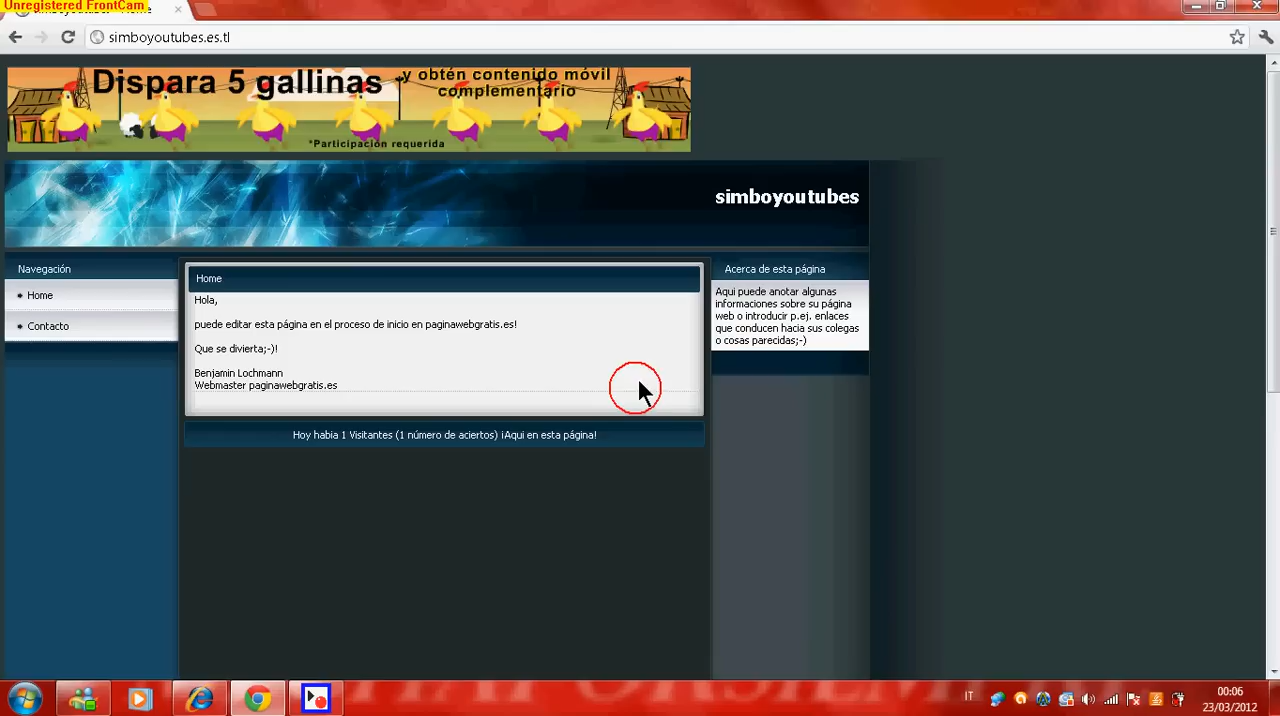 Unregistered FrontCam
simboyoutubes.es.tl
Dispara 5 gallinas
y obtén contenido móvil
complementario
*Participación requerida
simboyoutubes
Navegación
Home
Contacto
Home
Hola,
puede editar esta página en el proceso de inicio en paginawebgratis.es!
Que se divierta;-)!
Benjamin Lochmann
Webmaster paginawebgratis.es
Hoy habia 1 Visitantes (1 número de aciertos) ¡Aqui en esta página!
Acerca de esta página
Aqui puede anotar algunas
informaciones sobre su página
web o introducir p.ej. enlaces
que conducen hacia sus colegas
o cosas parecidas;-)
IT
00:06
23/03/2012